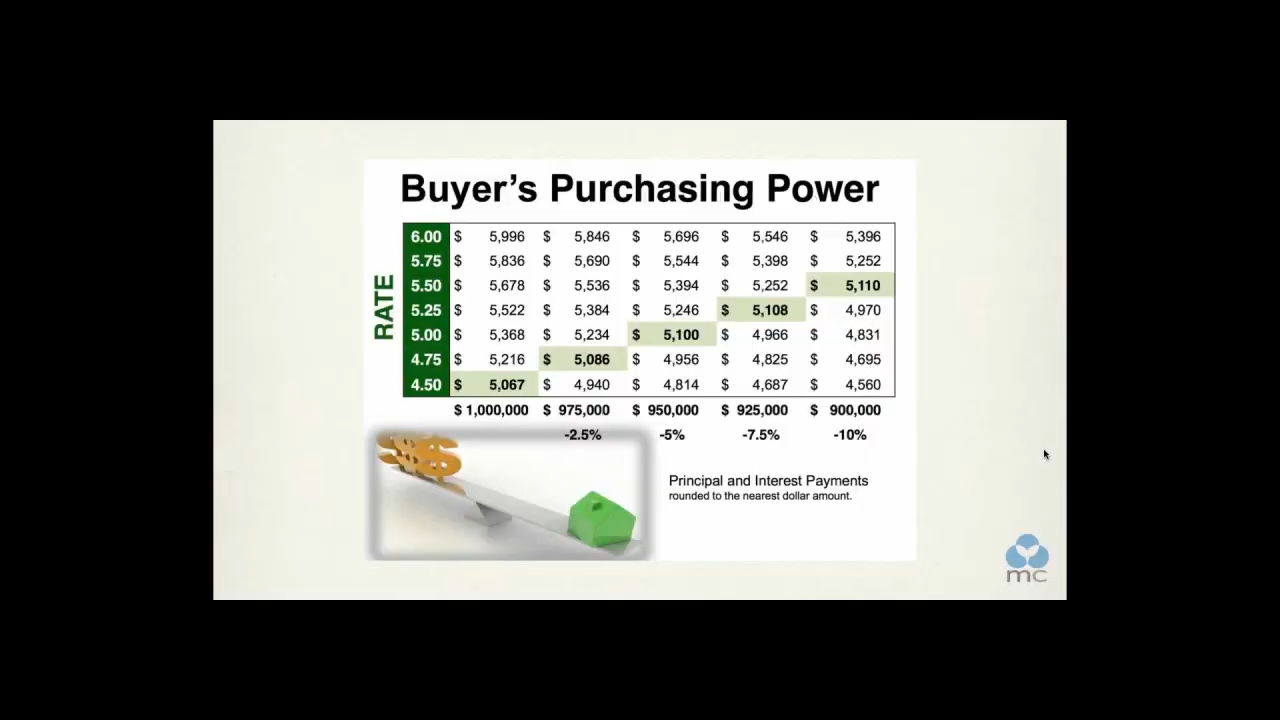 Buyer's Purchasing Power
RATE
6.00 $ 5,996 $ 5,846 $ 5,696 $ 5,546 $ 5,396
5.75 $ 5,836 $ 5,690 $ 5,544 $ 5,398 $ 5,252
5.50 $ 5,678 $ 5,536 $ 5,394 $ 5,252 $ 5,110
5.25 $ 5,522 $ 5,384 $ 5,246 $ 5,108 $ 4,970
5.00 $ 5,368 $ 5,234 $ 5,100 $ 4,966 $ 4,831
4.75 $ 5,216 $ 5,086 $ 4,956 $ 4,825 $ 4,695
4.50 $ 5,067 $ 4,940 $ 4,814 $ 4,687 $ 4,560
$ 1,000,000 $ 975,000 $ 950,000 $ 925,000 $ 900,000
-2.5% -5% -7.5% -10%
$$$
Principal and Interest Payments
rounded to the nearest dollar amount.
mc